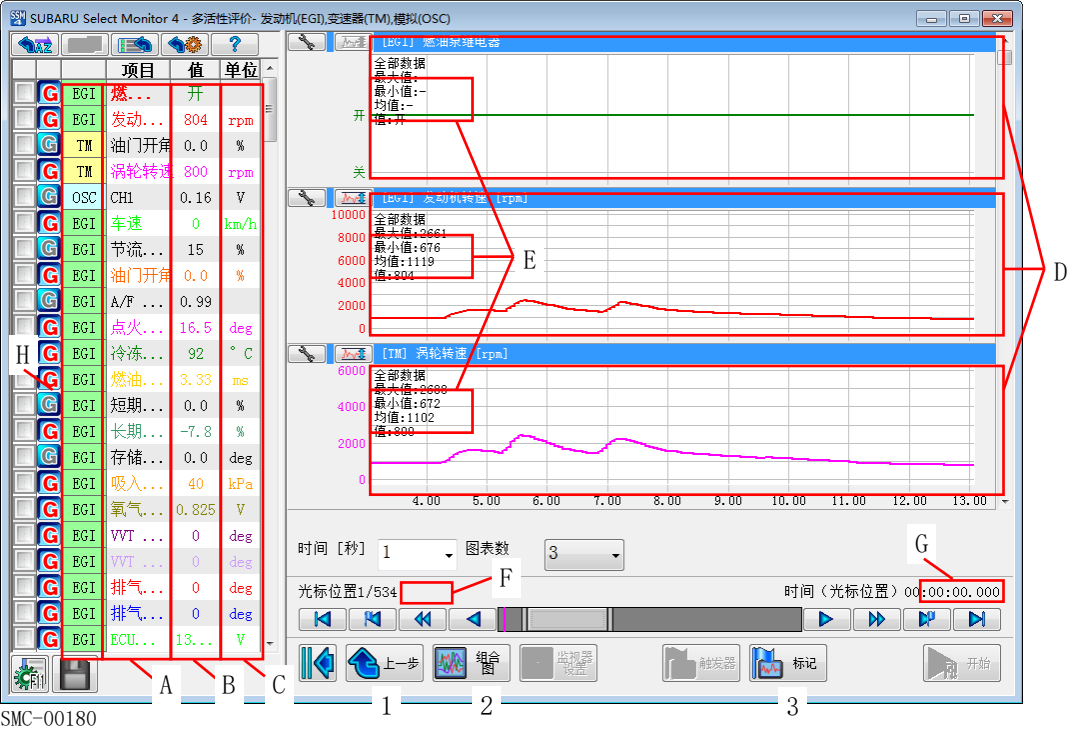 SUBARU Select Monitor 4 - 多活性评价- 发动机(EGI),变速器(TM),模拟(OSC)
项目 值 单位
G EGI 燃... 开
G EGI 发动... 804 rpm
G TM 油门开角 0.0 %
G TM 涡轮转速 800 rpm
G OSC CH1 0.16 V
G EGI 车速 0 km/h
G EGI 节流... 15 %
G EGI 油门开角 0.0 %
G EGI A/F ... 0.99
G EGI 点火... 16.5 deg
G EGI 冷冻... 92 °C
G EGI 燃油... 3.33 ms
G EGI 短期... 0.0 %
G EGI 长期... -7.8 %
G EGI 存储... 0.0 deg
G EGI 吸入... 40 kPa
G EGI 氧气... 0.825 V
G EGI VVT ... 0 deg
G EGI VVT ... 0 deg
G EGI 排气... 0 deg
G EGI 排气... 0 deg
G EGI ECU... 13... V
H
F11
A
B
C
[EGI] 燃油泵继电器
全部数据
最大值:-
最小值:-
均值:-
值:开
开
关
[EGI] 发动机转速 [rpm]
10000
8000
6000
4000
2000
0
全部数据
最大值:2661
最小值:676
均值:1119
值:804
[TM] 涡轮转速 [rpm]
6000
4000
2000
0
全部数据
最大值:2688
最小值:672
均值:1102
值:800
E
D
4.00 5.00 6.00 7.00 8.00 9.00 10.00 11.00 12.00 13.00
时间 [秒] 1 图表数 3
F
G
光标位置1/534
时间（光标位置）00:00:00.000
上一步
组合图
监视器设置
触发器
标记
开始
1
2
3
SMC-00180